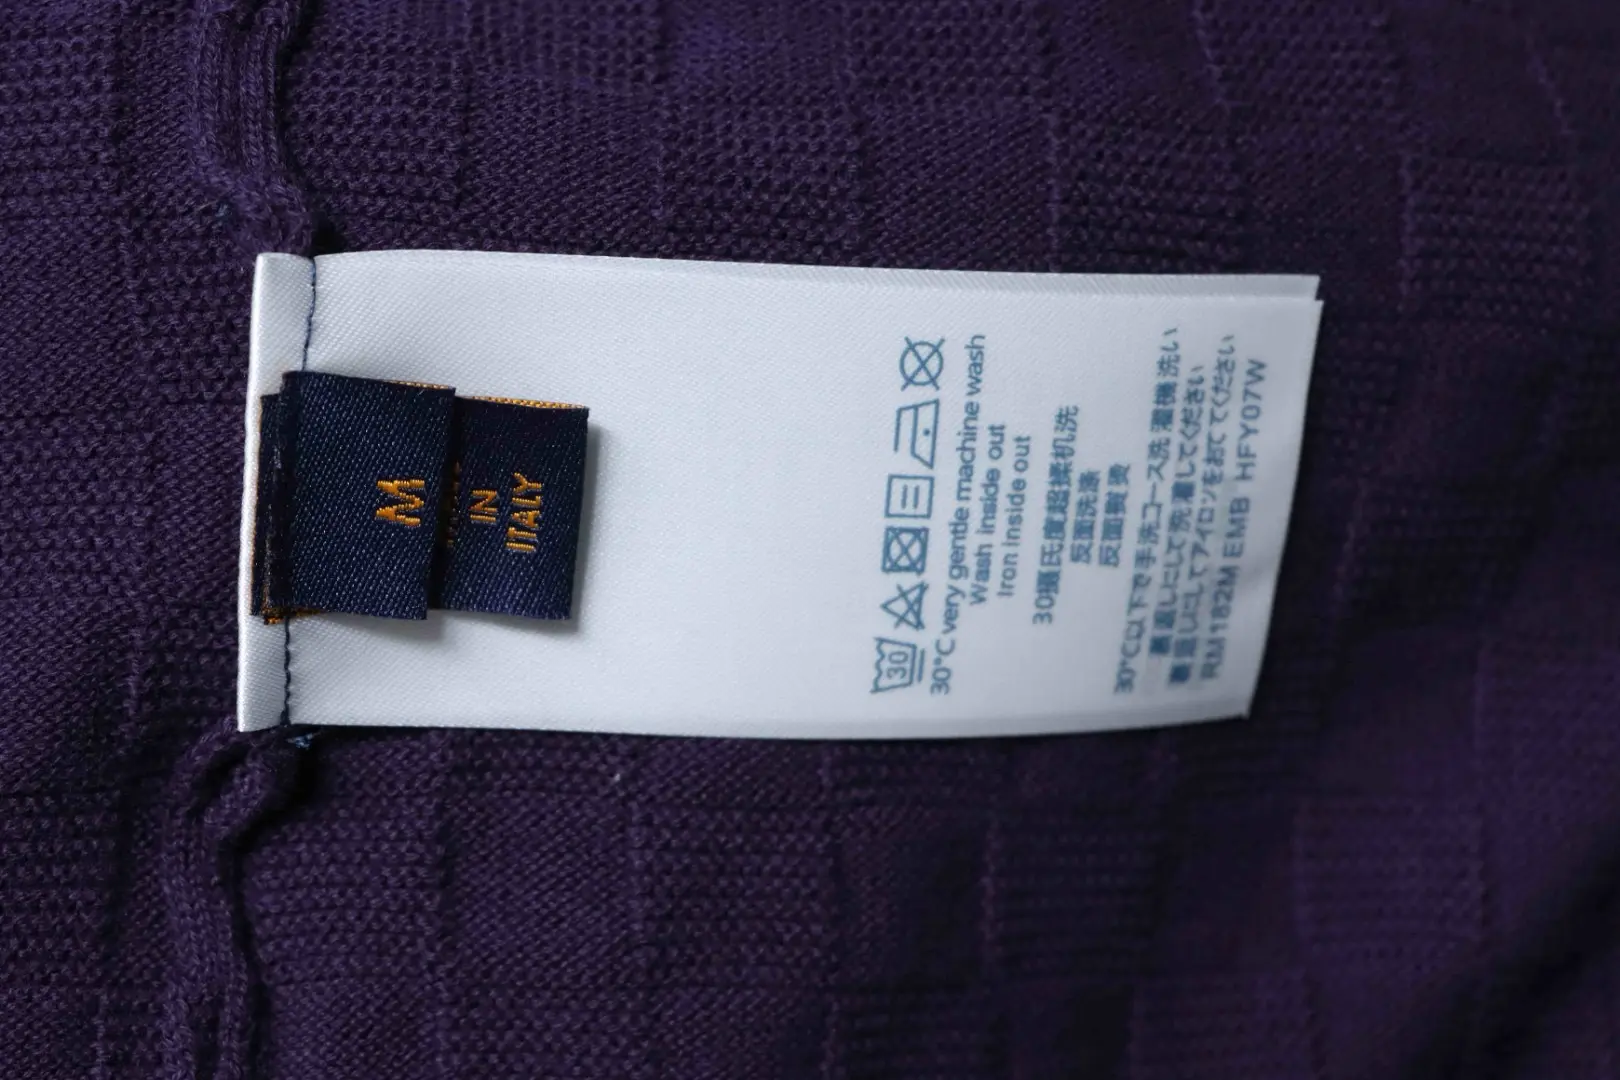 M
IN
ITALY
30
30°C very gentle machine wash
Wash inside out
Iron inside out
30摄氏度超柔机洗
反面洗涤
反面熨烫
30°C以下で手洗コース洗濯機洗い
裏返しにして洗濯してください
裏返しにしてアイロンをあててください
RM182M EMB HFY07W